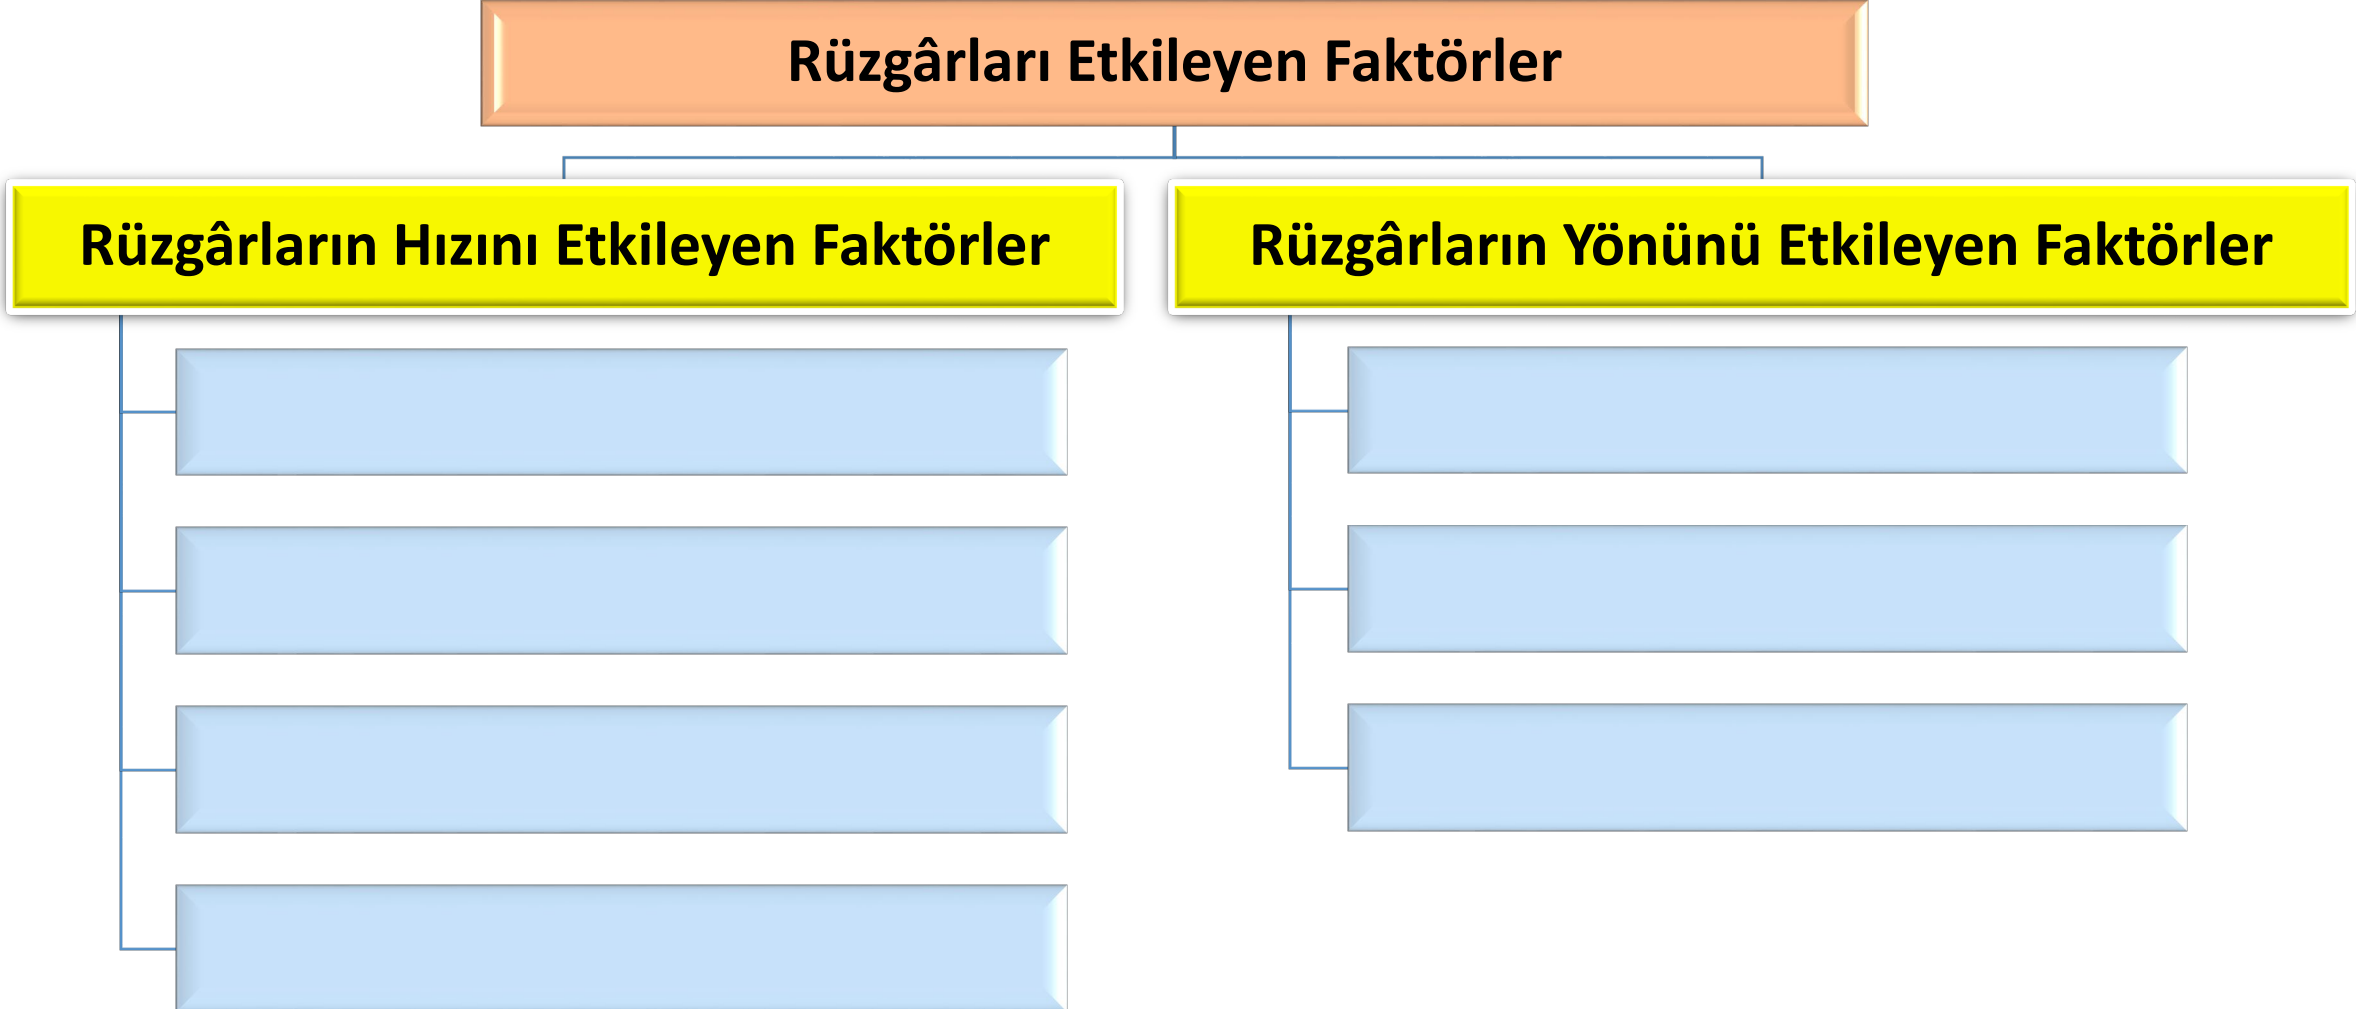 Rüzgârları Etkileyen Faktörler
Rüzgârların Hızını Etkileyen Faktörler
Rüzgârların Yönünü Etkileyen Faktörler